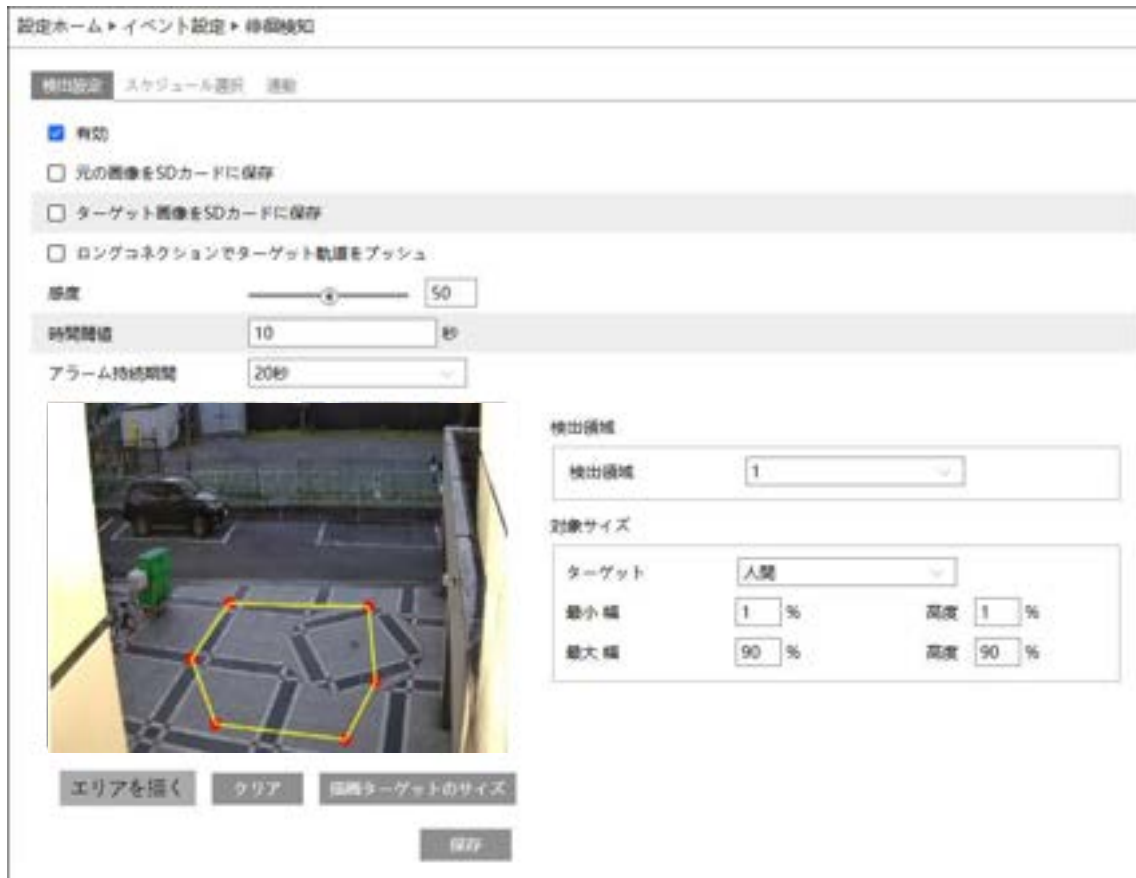 設定ホーム ▸ イベント設定 ▸ 徘徊検知
検出設定 スケジュール選択 連動
有効
元の画像をSDカードに保存
ターゲット画像をSDカードに保存
ロングコネクションでターゲット軌道をプッシュ
感度 50
時間閾値 10 秒
アラーム持続期間 20秒
検出領域
検出領域 1
対象サイズ
ターゲット 人間
最小 幅 1 % 高度 1 %
最大 幅 90 % 高度 90 %
エリアを描く クリア 描画ターゲットのサイズ
保存